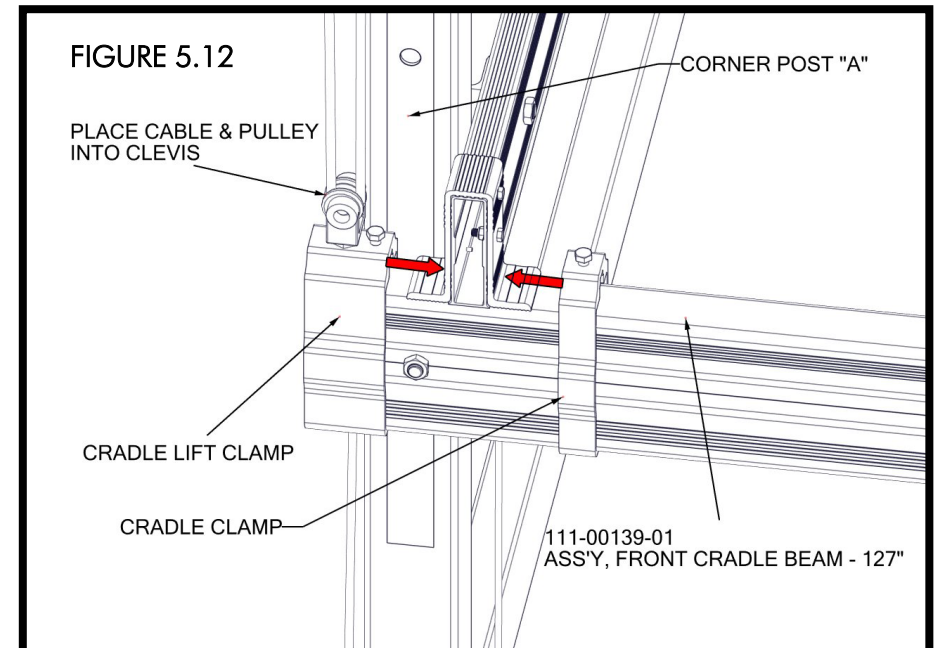 FIGURE 5.12
CORNER POST "A"
PLACE CABLE & PULLEY
INTO CLEVIS
CRADLE LIFT CLAMP
CRADLE CLAMP
111-00139-01
ASS'Y, FRONT CRADLE BEAM - 127"